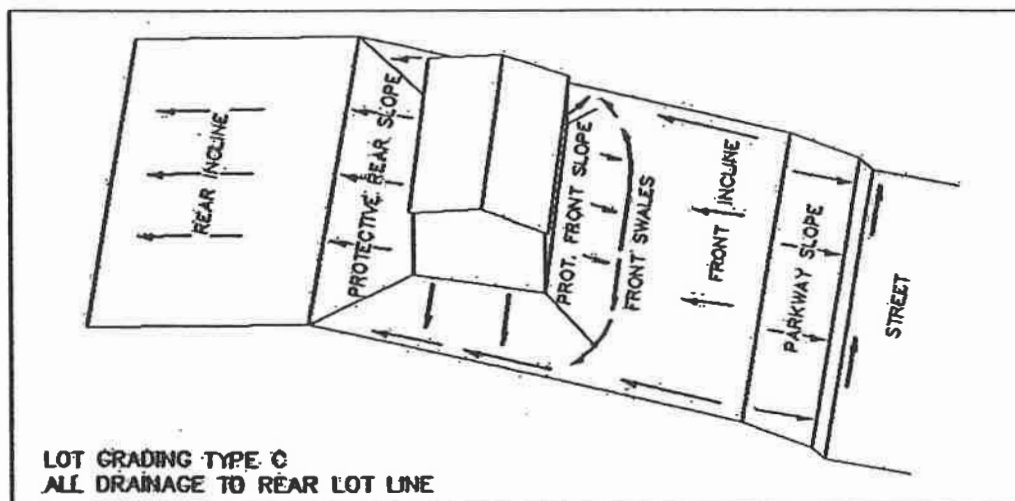 REAR INCLINE
PROTECTIVE REAR SLOPE
PROT. FRONT SLOPE
FRONT SWALES
FRONT INCLINE
PARKWAY SLOPE
STREET
LOT GRADING TYPE C
ALL DRAINAGE TO REAR LOT LINE